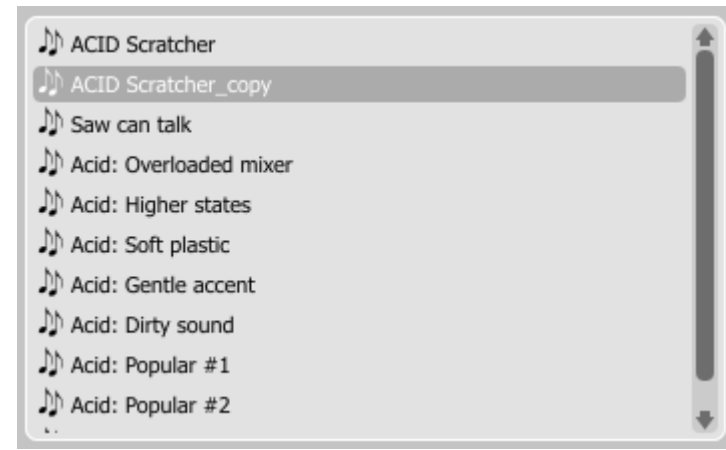 ACID Scratcher
ACID Scratcher_copy
Saw can talk
Acid: Overloaded mixer
Acid: Higher states
Acid: Soft plastic
Acid: Gentle accent
Acid: Dirty sound
Acid: Popular #1
Acid: Popular #2